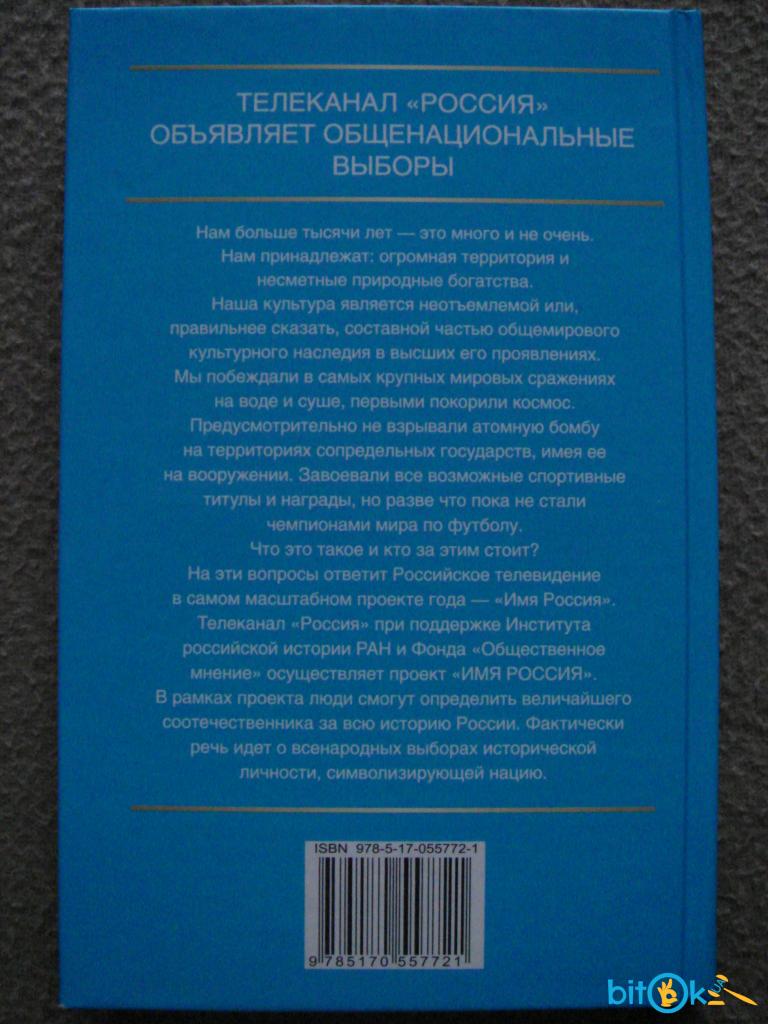 ТЕЛЕКАНАЛ «РОССИЯ»
ОБЪЯВЛЯЕТ ОБЩЕНАЦИОНАЛЬНЫЕ
ВЫБОРЫ
Нам больше тысячи лет — это много и не очень.
Нам принадлежат: огромная территория и
несметные природные богатства.
Наша культура является неотъемлемой или,
правильнее сказать, составной частью общемирового
культурного наследия в высших его проявлениях.
Мы побеждали в самых крупных мировых сражениях
на воде и суше, первыми покорили космос.
Предусмотрительно не взрывали атомную бомбу
на территориях сопредельных государств, имея ее
на вооружении. Завоевали все возможные спортивные
титулы и награды, но разве что пока не стали
чемпионами мира по футболу.
Что это такое и кто за этим стоит?
На эти вопросы ответит Российское телевидение
в самом масштабном проекте года — «Имя Россия».
Телеканал «Россия» при поддержке Института
российской истории РАН и Фонда «Общественное
мнение» осуществляет проект «ИМЯ РОССИЯ».
В рамках проекта люди смогут определить величайшего
соотечественника за всю историю России. Фактически
речь идет о всенародных выборах исторической
личности, символизирующей нацию.
ISBN 978-5-17-055772-1
9 785170 557721
bitOk.UA